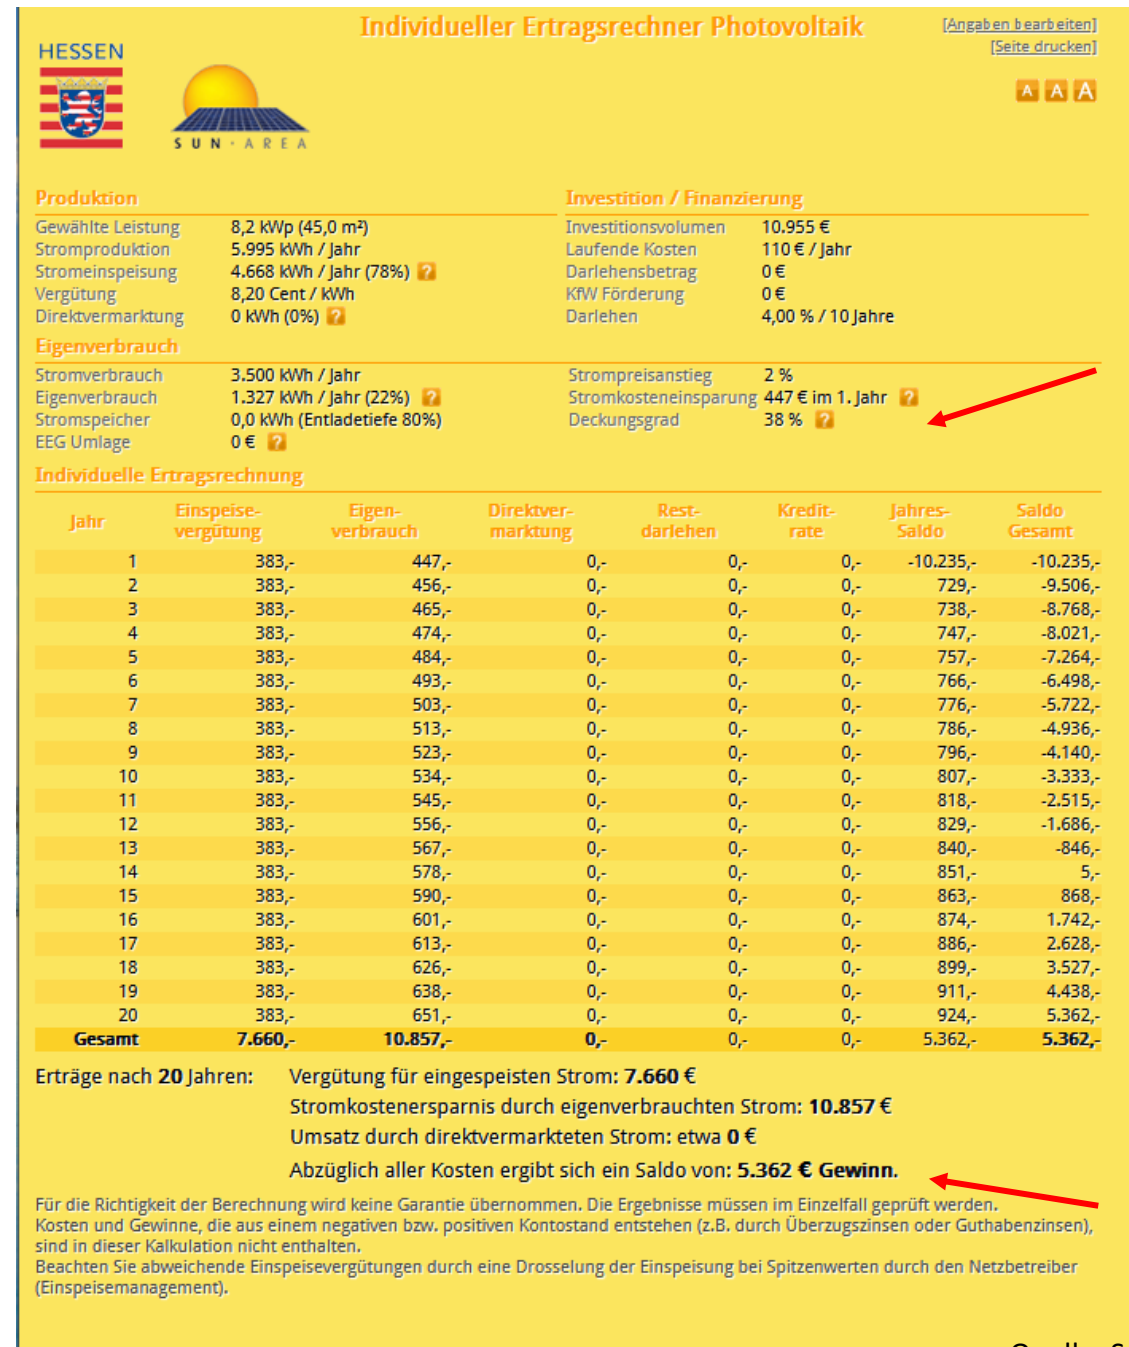 Individueller Ertragsrechner Photovoltaik
[Angaben bearbeiten]
[Seite drucken]
HESSEN
A A A
SUN·AREA
Produktion
Gewählte Leistung 8,2 kWp (45,0 m²)
Stromproduktion 5.995 kWh / Jahr
Stromeinspeisung 4.668 kWh / Jahr (78%) ?
Vergütung 8,20 Cent / kWh
Direktvermarktung 0 kWh (0%) ?
Investition / Finanzierung
Investitionsvolumen 10.955 €
Laufende Kosten 110 € / Jahr
Darlehensbetrag 0 €
KfW Förderung 0 €
Darlehen 4,00 % / 10 Jahre
Eigenverbrauch
Stromverbrauch 3.500 kWh / Jahr
Eigenverbrauch 1.327 kWh / Jahr (22%) ?
Stromspeicher 0,0 kWh (Entladetiefe 80%)
EEG Umlage 0 € ?
Strompreisanstieg 2 %
Stromkosteneinsparung 447 € im 1. Jahr ?
Deckungsgrad 38 % ?
Individuelle Ertragsrechnung
Jahr Einspeise-vergütung Eigen-verbrauch Direktver-marktung Rest-darlehen Kredit-rate Jahres-Saldo Saldo Gesamt
1 383,- 447,- 0,- 0,- 0,- -10.235,- -10.235,-
2 383,- 456,- 0,- 0,- 0,- 729,- -9.506,-
3 383,- 465,- 0,- 0,- 0,- 738,- -8.768,-
4 383,- 474,- 0,- 0,- 0,- 747,- -8.021,-
5 383,- 484,- 0,- 0,- 0,- 757,- -7.264,-
6 383,- 493,- 0,- 0,- 0,- 766,- -6.498,-
7 383,- 503,- 0,- 0,- 0,- 776,- -5.722,-
8 383,- 513,- 0,- 0,- 0,- 786,- -4.936,-
9 383,- 523,- 0,- 0,- 0,- 796,- -4.140,-
10 383,- 534,- 0,- 0,- 0,- 807,- -3.333,-
11 383,- 545,- 0,- 0,- 0,- 818,- -2.515,-
12 383,- 556,- 0,- 0,- 0,- 829,- -1.686,-
13 383,- 567,- 0,- 0,- 0,- 840,- -846,-
14 383,- 578,- 0,- 0,- 0,- 851,- 5,-
15 383,- 590,- 0,- 0,- 0,- 863,- 868,-
16 383,- 601,- 0,- 0,- 0,- 874,- 1.742,-
17 383,- 613,- 0,- 0,- 0,- 886,- 2.628,-
18 383,- 626,- 0,- 0,- 0,- 899,- 3.527,-
19 383,- 638,- 0,- 0,- 0,- 911,- 4.438,-
20 383,- 651,- 0,- 0,- 0,- 924,- 5.362,-
Gesamt 7.660,- 10.857,- 0,- 0,- 0,- 5.362,- 5.362,-
Erträge nach 20 Jahren: Vergütung für eingespeisten Strom: 7.660 €
Stromkostenersparnis durch eigenverbrauchten Strom: 10.857 €
Umsatz durch direktvermarkteten Strom: etwa 0 €
Abzüglich aller Kosten ergibt sich ein Saldo von: 5.362 € Gewinn.
Für die Richtigkeit der Berechnung wird keine Garantie übernommen. Die Ergebnisse müssen im Einzelfall geprüft werden.
Kosten und Gewinne, die aus einem negativen bzw. positiven Kontostand entstehen (z.B. durch Überzugszinsen oder Guthabenzinsen),
sind in dieser Kalkulation nicht enthalten.
Beachten Sie abweichende Einspeisevergütungen durch eine Drosselung der Einspeisung bei Spitzenwerten durch den Netzbetreiber
(Einspeisemanagement).